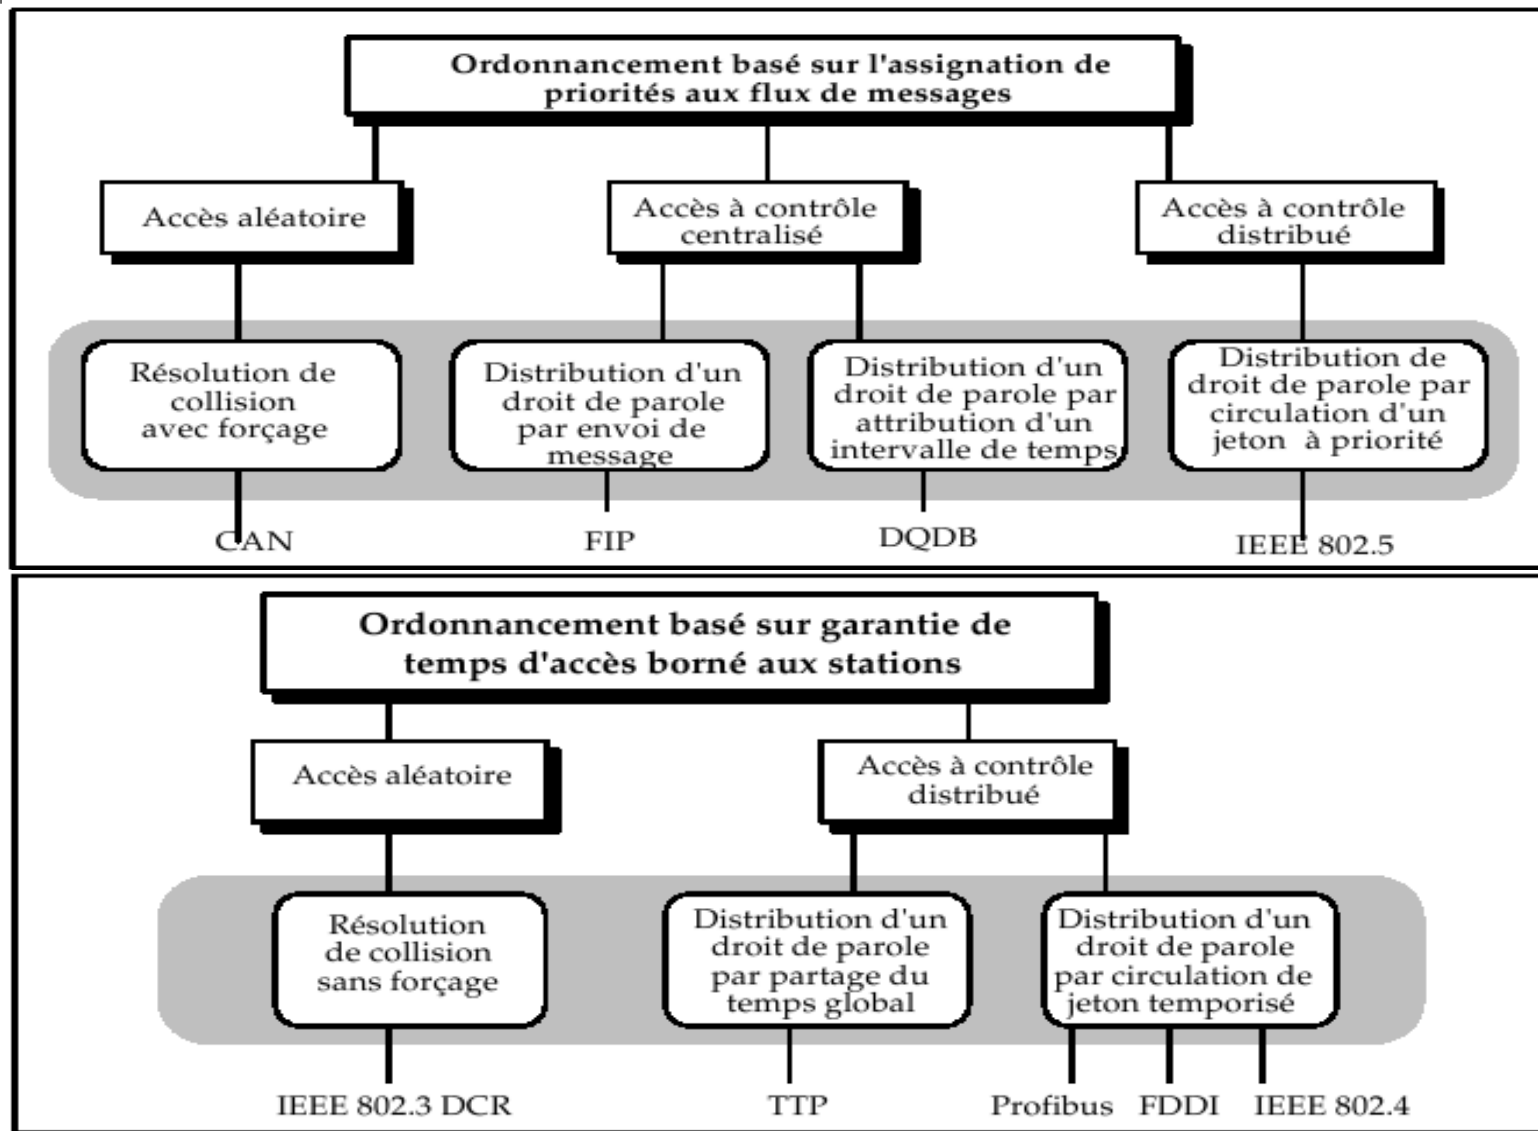 Ordonnancement basé sur l'assignation de
priorités aux flux de messages
Accès aléatoire
Accès à contrôle
centralisé
Accès à contrôle
distribué
Résolution de
collision
avec forçage
Distribution d'un
droit de parole
par envoi de
message
Distribution d'un
droit de parole par
attribution d'un
intervalle de temps
Distribution de
droit de parole par
circulation d'un
jeton à priorité
CAN
FIP
DQDB
IEEE 802.5
Ordonnancement basé sur garantie de
temps d'accès borné aux stations
Accès aléatoire
Accès à contrôle
distribué
Résolution
de collision
sans forçage
Distribution d'un
droit de parole
par partage du
temps global
Distribution d'un
droit de parole
par circulation de
jeton temporisé
IEEE 802.3 DCR
TTP
Profibus
FDDI
IEEE 802.4